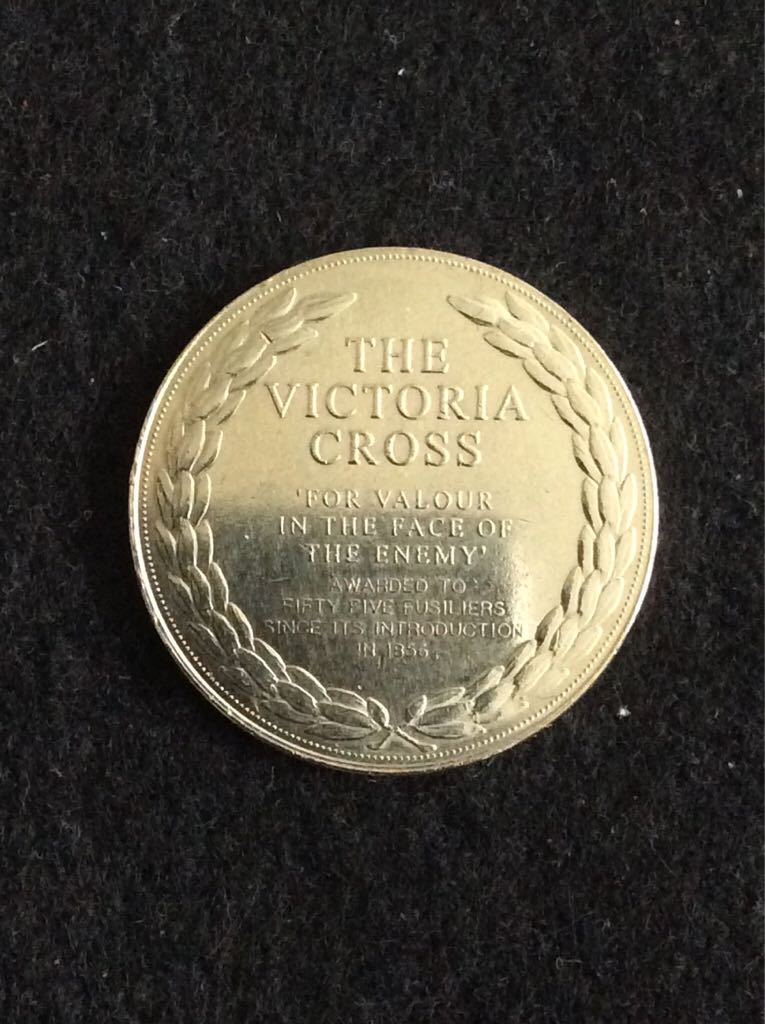 THE
VICTORIA
CROSS
'FOR VALOUR
IN THE FACE OF
THE ENEMY'
AWARDED TO
FIFTY FIVE FUSILIERS
SINCE ITS INTRODUCTION
IN 1856.